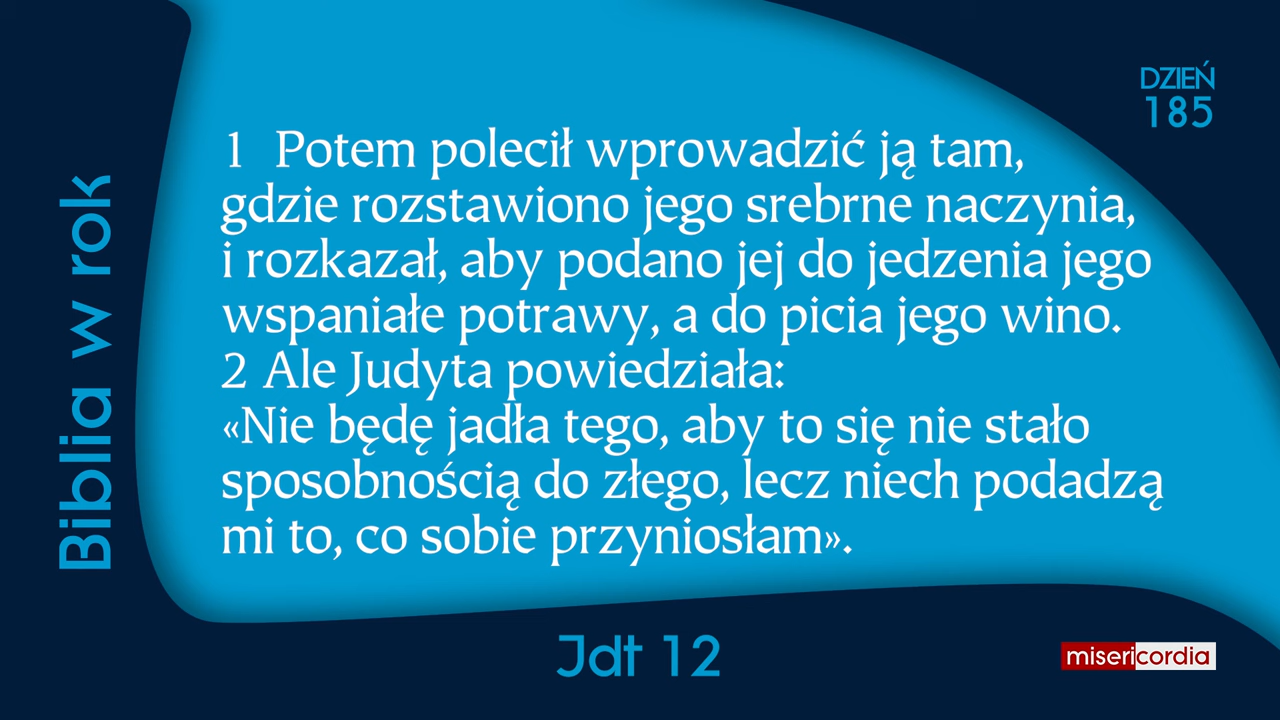 DZIEŃ
185
1 Potem polecił wprowadzić ją tam,
gdzie rozstawiono jego srebrne naczynia,
i rozkazał, aby podano jej do jedzenia jego
wspaniałe potrawy, a do picia jego wino.
2 Ale Judyta powiedziała:
«Nie będę jadła tego, aby to się nie stało
sposobnością do złego, lecz niech podadzą
mi to, co sobie przyniosłam».
Biblia w rok
Jdt 12
misericordia